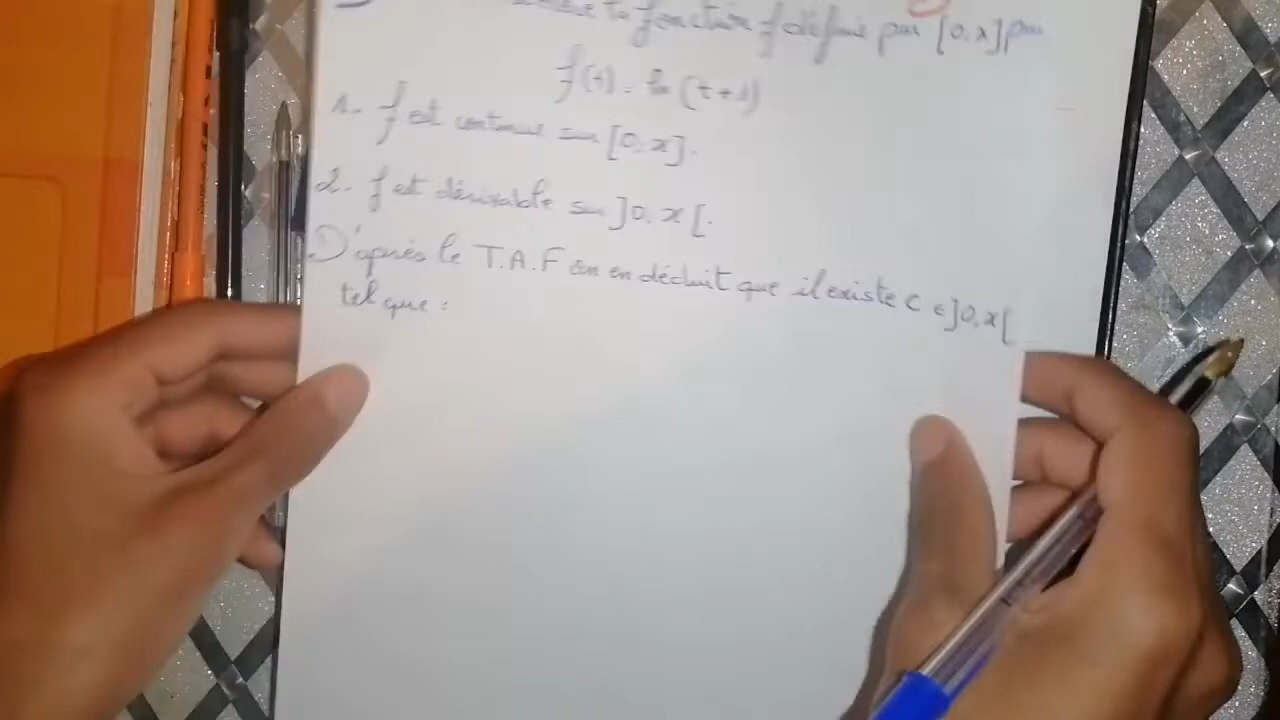 la fonction f définie par [0,x] par
f(t) = ln(t+1)
1- f est continue sur [0,x].
2- f est dérivable sur ]0,x[.
D'après le T.A.F on en déduit que il existe c ∈ ]0,x[
tel que :